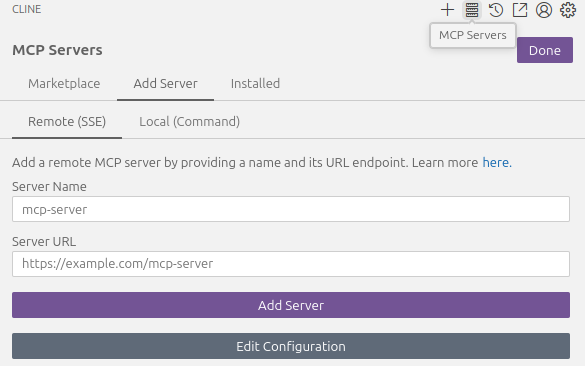 CLINE
MCP Servers
MCP Servers
Done
Marketplace Add Server Installed
Remote (SSE) Local (Command)
Add a remote MCP server by providing a name and its URL endpoint. Learn more here.
Server Name
mcp-server
Server URL
https://example.com/mcp-server
Add Server
Edit Configuration